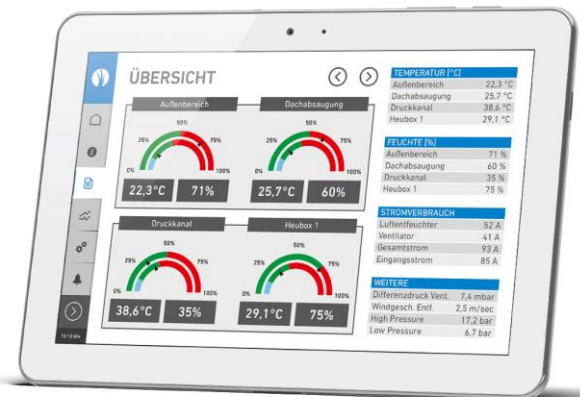 ÜBERSICHT
Außenbereich
0%
25%
50%
75%
100%
22,3°C
71%
Dachabsaugung
0%
25%
50%
75%
100%
25,7°C
60%
Druckkanal
0%
25%
50%
75%
100%
38,6°C
35%
Heubox 1
0%
25%
50%
75%
100%
29,1°C
75%
TEMPERATUR [°C]
Außenbereich 22,3 °C
Dachabsaugung 25,7 °C
Druckkanal 38,6 °C
Heubox 1 29,1 °C
FEUCHTE [%]
Außenbereich 71 %
Dachabsaugung 60 %
Druckkanal 35 %
Heubox 1 75 %
STROMVERBRAUCH
Luftentfeuchter 52 A
Ventilator 41 A
Gesamtstrom 93 A
Eingangsstrom 85 A
WEITERE
Differenzdruck Vent. 7,4 mbar
Windgesch. Entf. 2,5 m/sec
High Pressure 17,2 bar
Low Pressure 6,7 bar